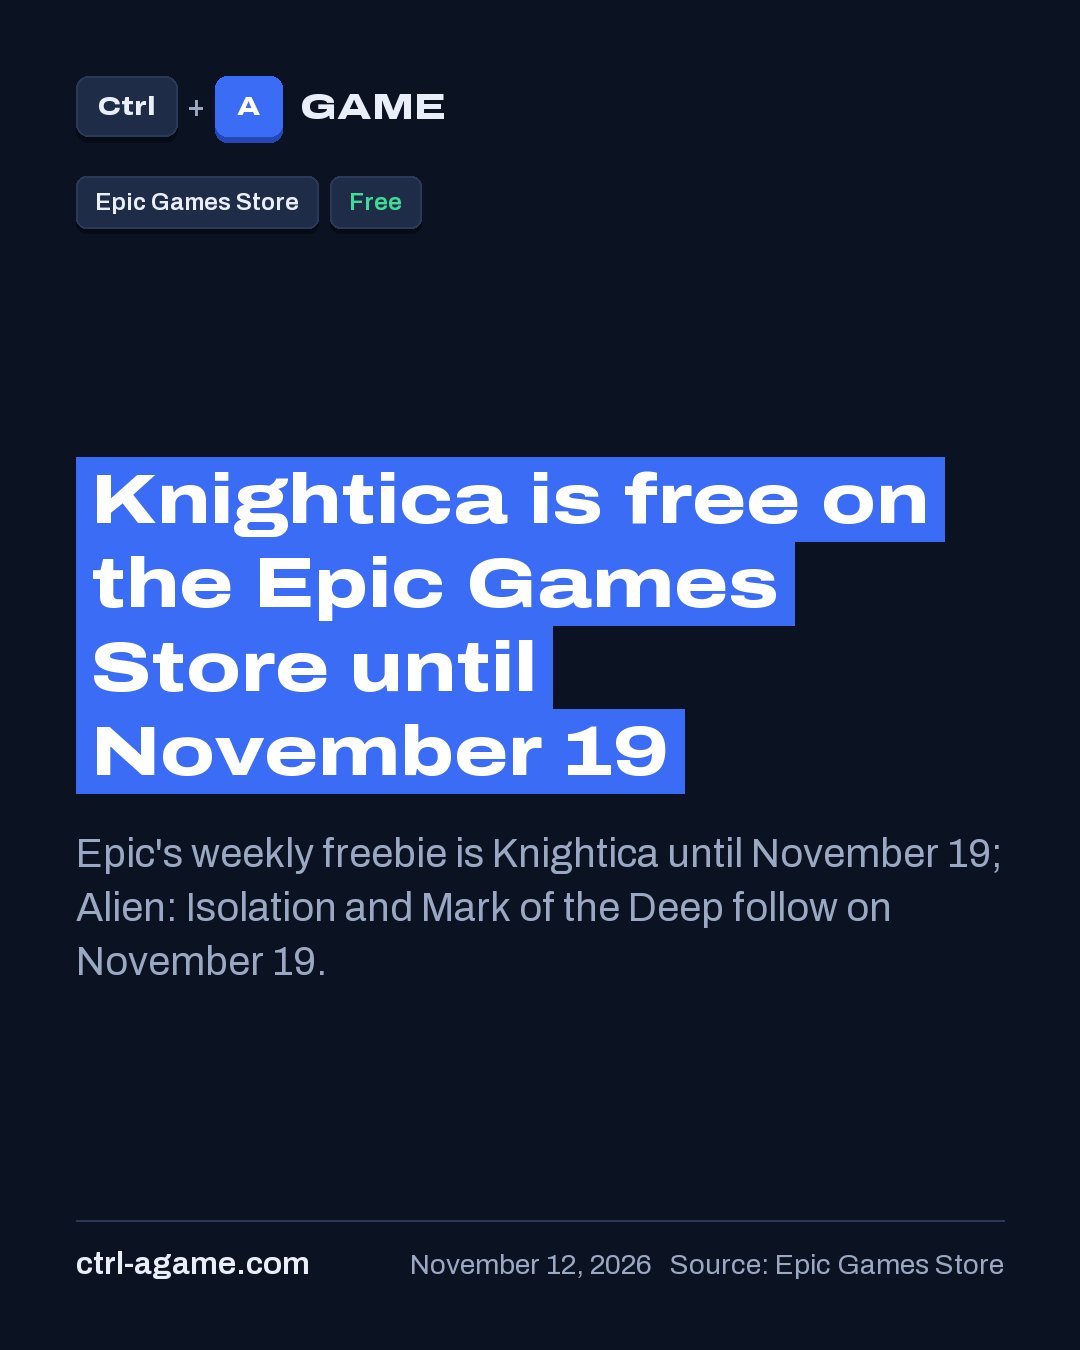 Ctrl + A GAME
Epic Games Store Free
Knightica is free on
the Epic Games
Store until
November 19
Epic's weekly freebie is Knightica until November 19;
Alien: Isolation and Mark of the Deep follow on
November 19.
ctrl-agame.com November 12, 2026 Source: Epic Games Store